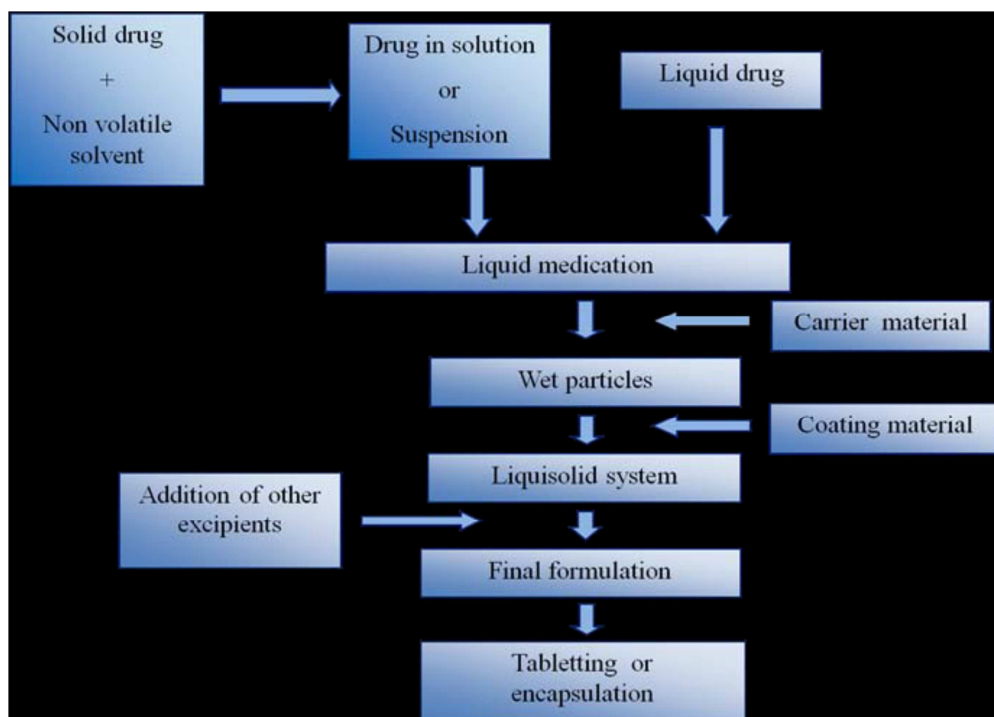 Solid drug
+
Non volatile
solvent
Drug in solution
or
Suspension
Liquid drug
Liquid medication
Carrier material
Wet particles
Coating material
Liquisolid system
Addition of other
excipients
Final formulation
Tabletting or
encapsulation